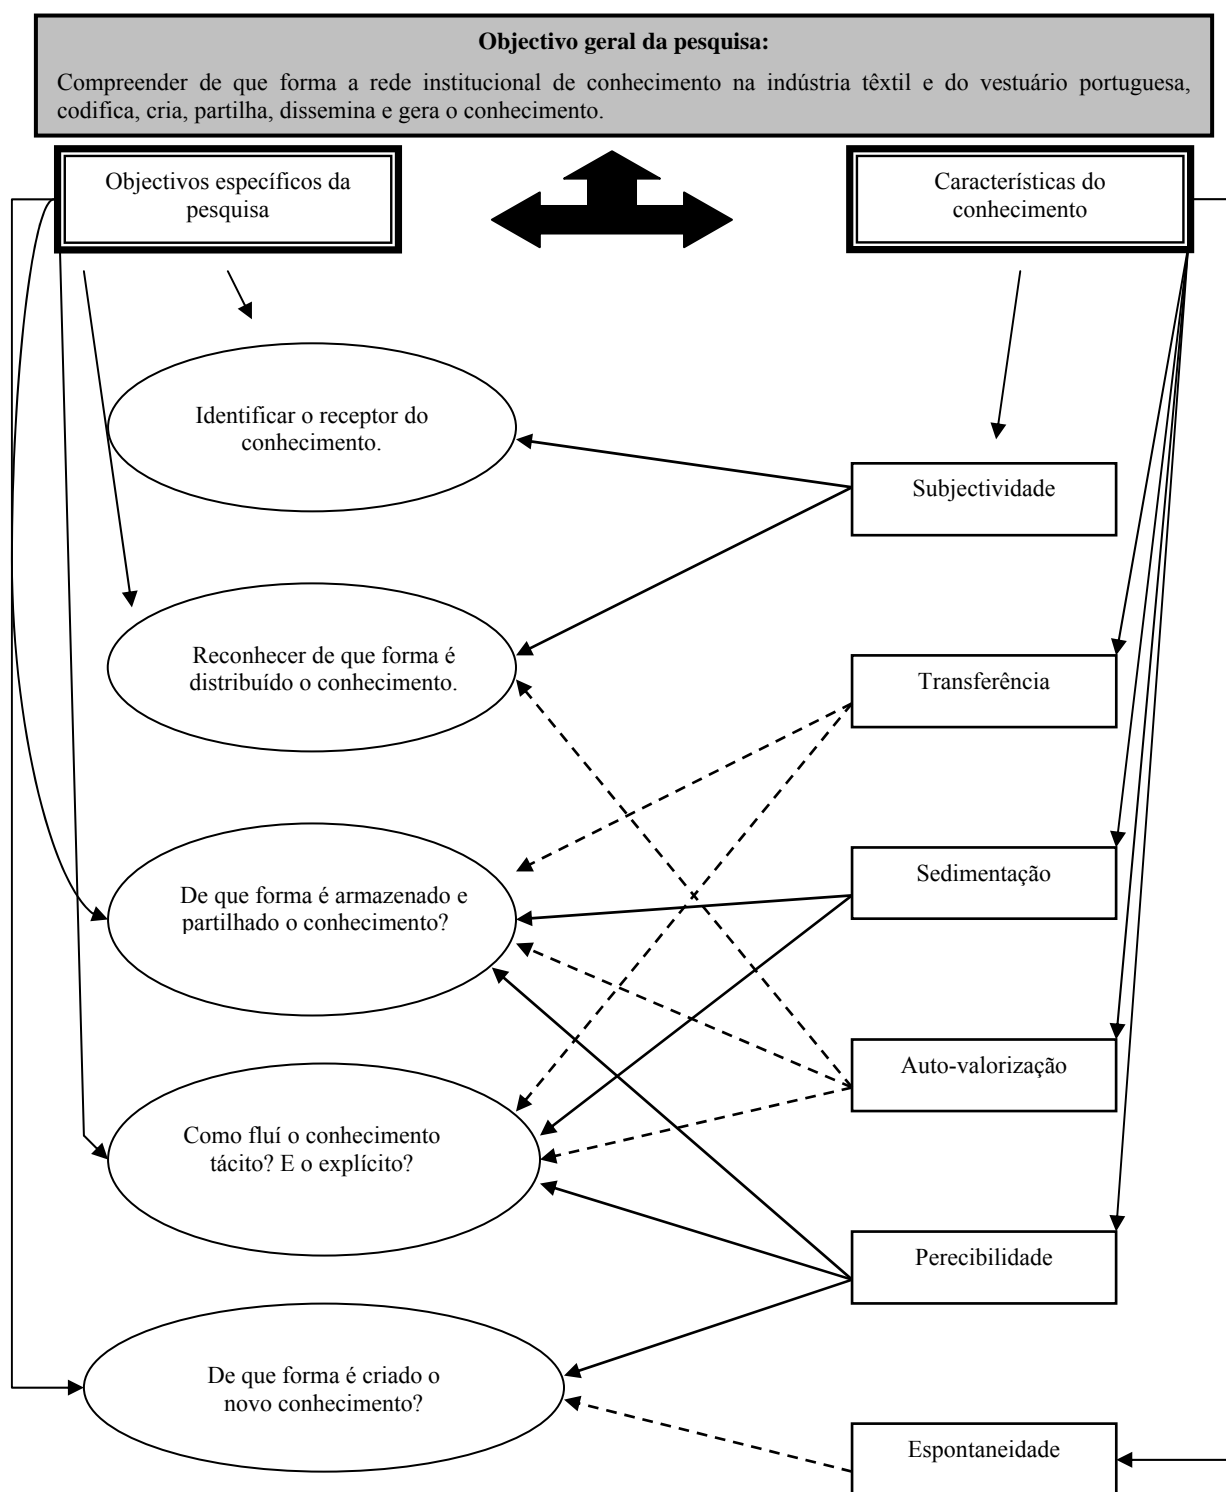 Objectivo geral da pesquisa:
Compreender de que forma a rede institucional de conhecimento na indústria têxtil e do vestuário portuguesa,
codifica, cria, partilha, dissemina e gera o conhecimento.
Objectivos específicos da
pesquisa
Características do
conhecimento
Identificar o receptor do
conhecimento.
Subjectividade
Reconhecer de que forma é
distribuído o conhecimento.
Transferência
De que forma é armazenado e
partilhado o conhecimento?
Sedimentação
Auto-valorização
Como fluí o conhecimento
tácito? E o explícito?
Perecibilidade
De que forma é criado o
novo conhecimento?
Espontaneidade